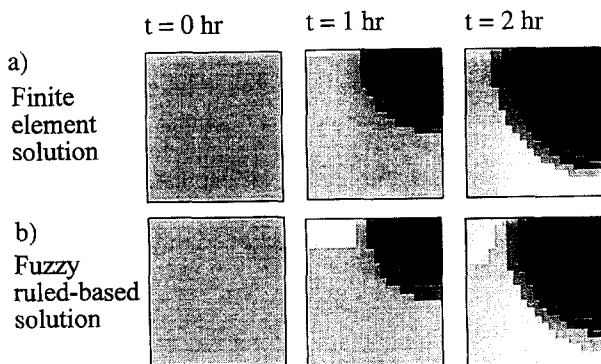 t = 0 hr t = 1 hr t = 2 hr
a)
Finite
element
solution
b)
Fuzzy
ruled-based
solution